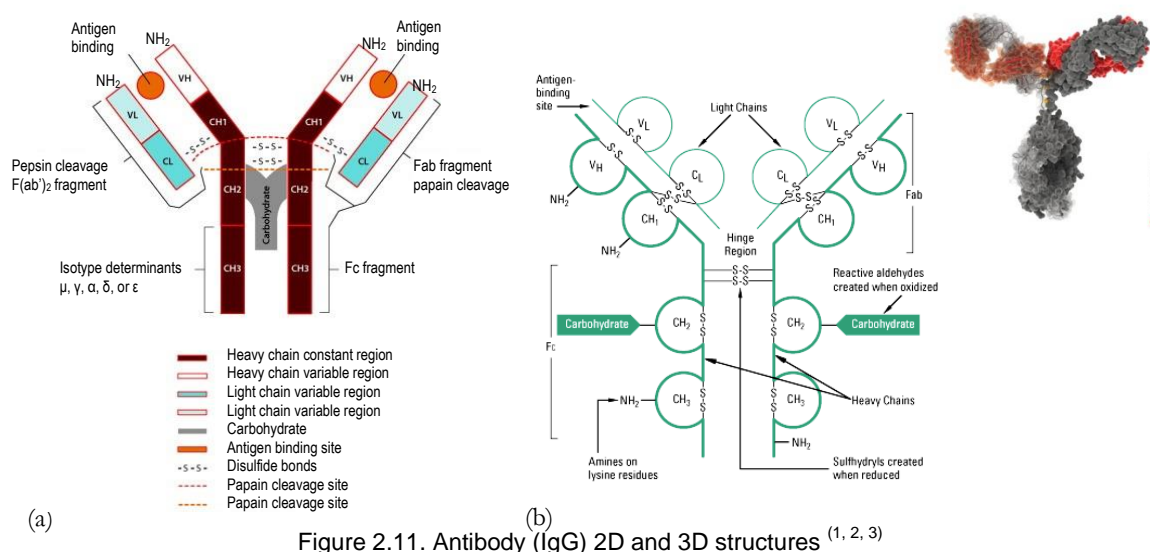 Antigen
binding
NH2
NH2
VH
VL
CH1
CL
-S-S-
-S-S-
-S-S-
CH2
CH3
Carbohydrate
Antigen
binding
NH2
NH2
VH
VL
CH1
CL
-S-S-
CH2
CH3
Pepsin cleavage
F(ab’)2 fragment
Fab fragment
papain cleavage
Isotype determinants
μ, γ, α, δ, or ε
Fc fragment
Heavy chain constant region
Heavy chain variable region
Light chain variable region
Light chain variable region
Carbohydrate
Antigen binding site
-S-S- Disulfide bonds
Papain cleavage site
Papain cleavage site
(a)
Antigen-
binding
site
Light Chains
VL
VH
CL
CH1
S-S
S-S
S-S
S-S
NH2
NH2
VL
VH
CL
CH1
S-S
S-S
S-S
S-S
Fab
Hinge
Region
S-S
S-S
Reactive aldehydes
created when oxidized
Carbohydrate
CH2
S
S
S
S
CH2
Carbohydrate
Fc
NH2
CH3
S
S
S
S
CH3
Heavy Chains
NH2
Amines on
lysine residues
Sulfhydryls created
when reduced
(b)
Figure 2.11. Antibody (IgG) 2D and 3D structures (1, 2, 3)